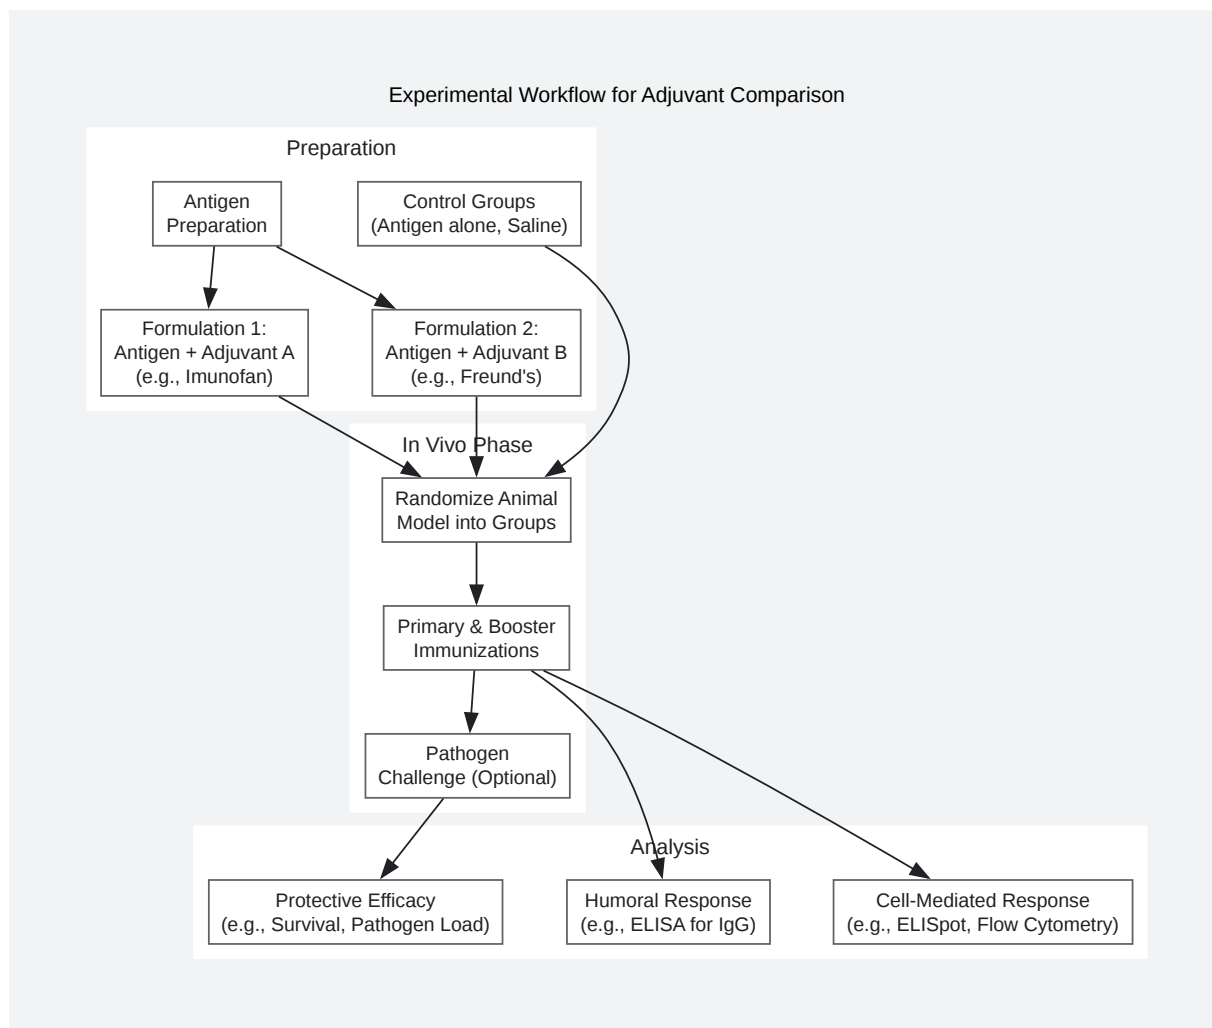 Experimental Workflow for Adjuvant Comparison
Preparation
Antigen
Preparation
Control Groups
(Antigen alone, Saline)
Formulation 1:
Antigen + Adjuvant A
(e.g., Imunofan)
Formulation 2:
Antigen + Adjuvant B
(e.g., Freund's)
In Vivo Phase
Randomize Animal
Model into Groups
Primary & Booster
Immunizations
Pathogen
Challenge (Optional)
Analysis
Protective Efficacy
(e.g., Survival, Pathogen Load)
Humoral Response
(e.g., ELISA for IgG)
Cell-Mediated Response
(e.g., ELISpot, Flow Cytometry)